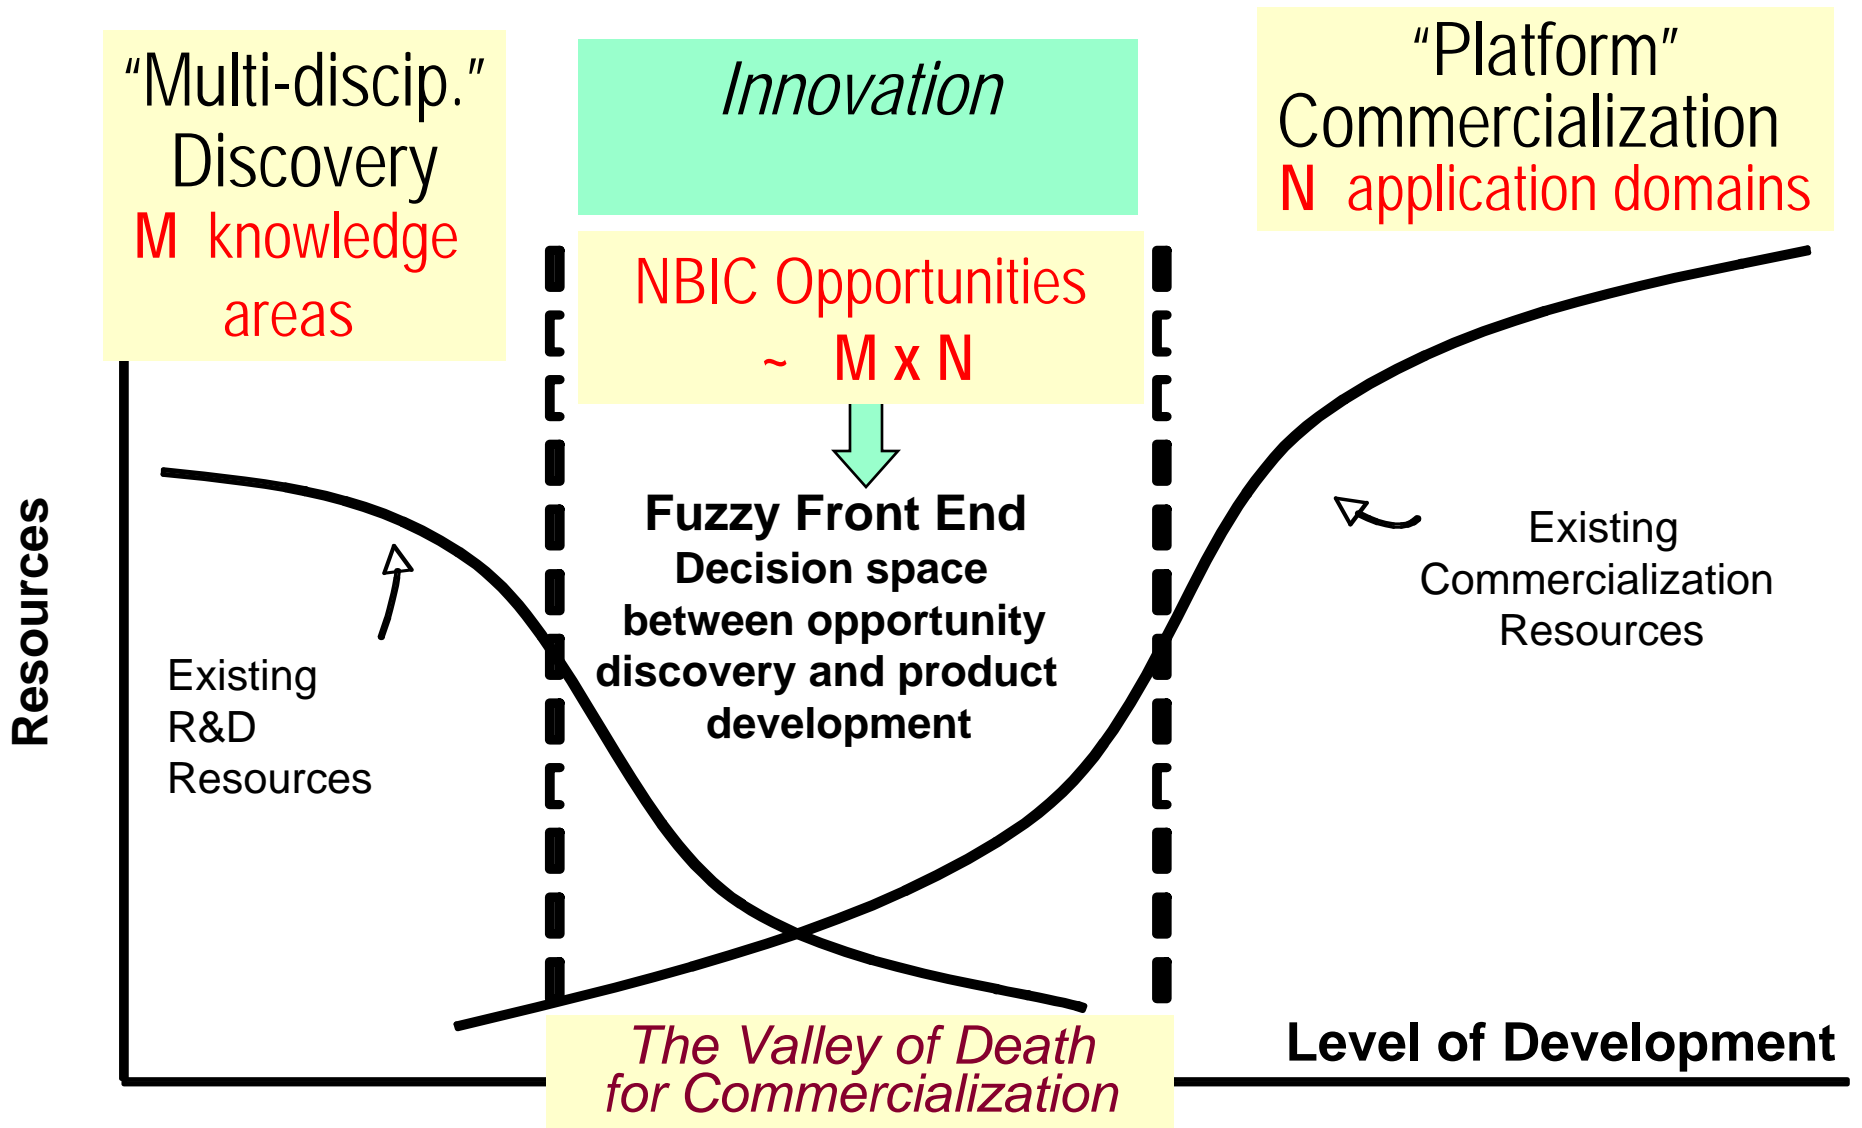 “Multi-discip.”
Discovery
M knowledge
areas
Innovation
“Platform”
Commercialization
N application domains
NBIC Opportunities
~ M x N
Fuzzy Front End
Decision space
between opportunity
discovery and product
development
Resources
Existing
R&D
Resources
Existing
Commercialization
Resources
The Valley of Death
for Commercialization
Level of Development